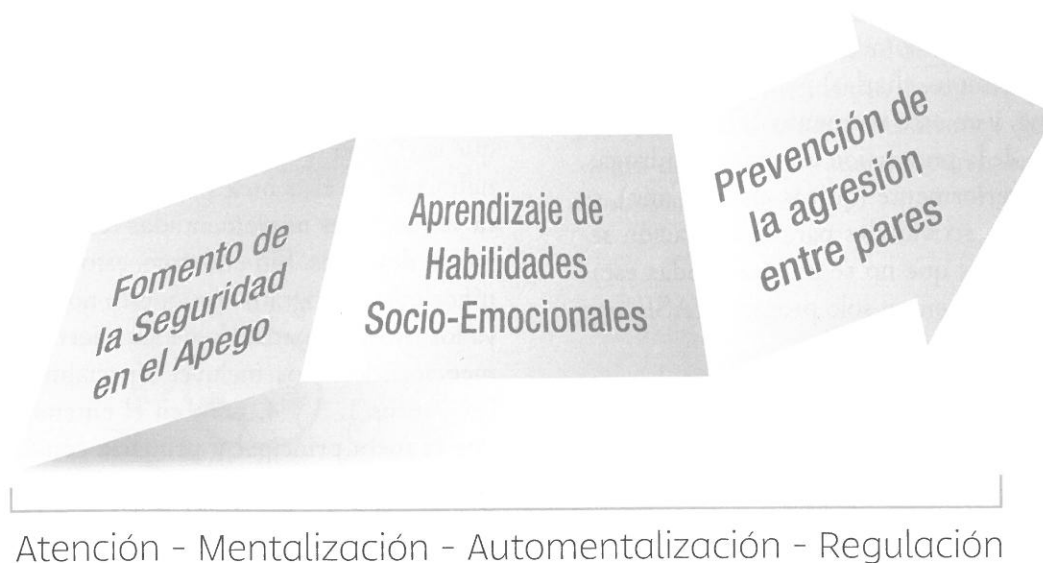 Fomento de
la Seguridad
en el Apego
Aprendizaje de
Habilidades
Socio-Emocionales
Prevención de
la agresión
entre pares
Atención - Mentalización - Automentalización - Regulación